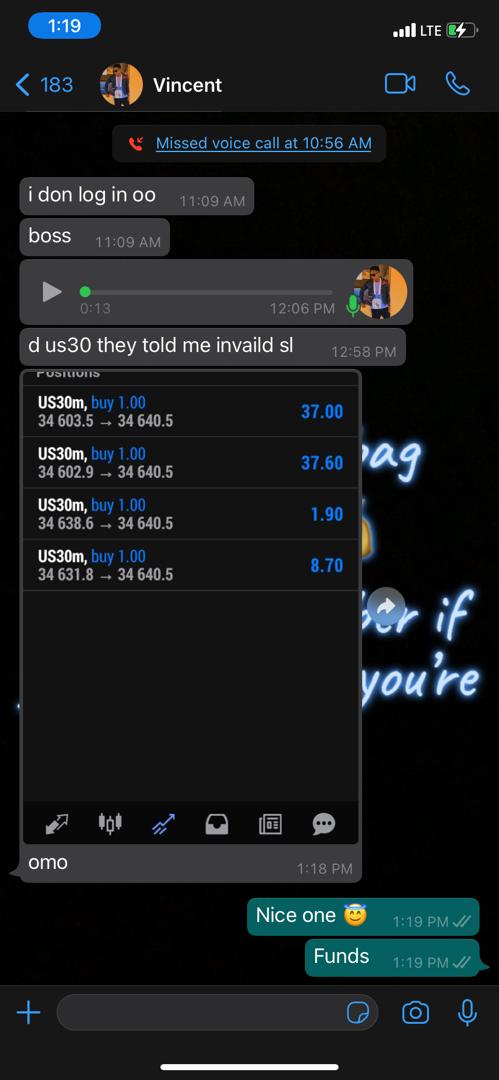 1:19
LTE
183
Vincent
Missed voice call at 10:56 AM
i don log in oo 11:09 AM
boss 11:09 AM
0:13 12:06 PM
d us30 they told me invaild sl 12:58 PM
Positions
US30m, buy 1.00
34 603.5 → 34 640.5 37.00
US30m, buy 1.00
34 602.9 → 34 640.5 37.60
US30m, buy 1.00
34 638.6 → 34 640.5 1.90
US30m, buy 1.00
34 631.8 → 34 640.5 8.70
bag
if
you're
omo 1:18 PM
Nice one 😇 1:19 PM
Funds 1:19 PM